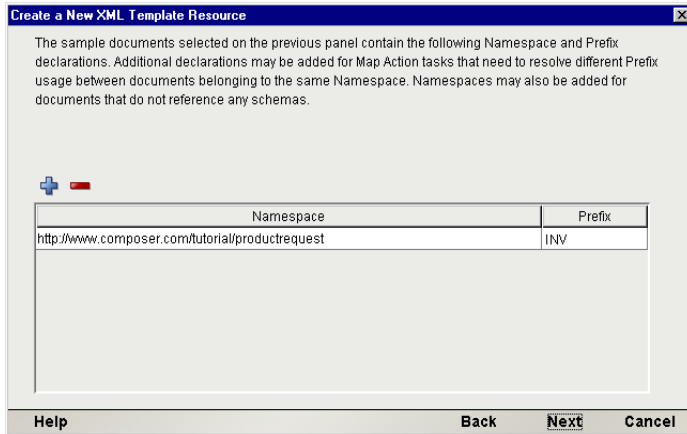 Create a New XML Template Resource
The sample documents selected on the previous panel contain the following Namespace and Prefix
declarations. Additional declarations may be added for Map Action tasks that need to resolve different Prefix
usage between documents belonging to the same Namespace. Namespaces may also be added for
documents that do not reference any schemas.
Namespace Prefix
http://www.composer.com/tutorial/productrequest INV
Help Back Next Cancel